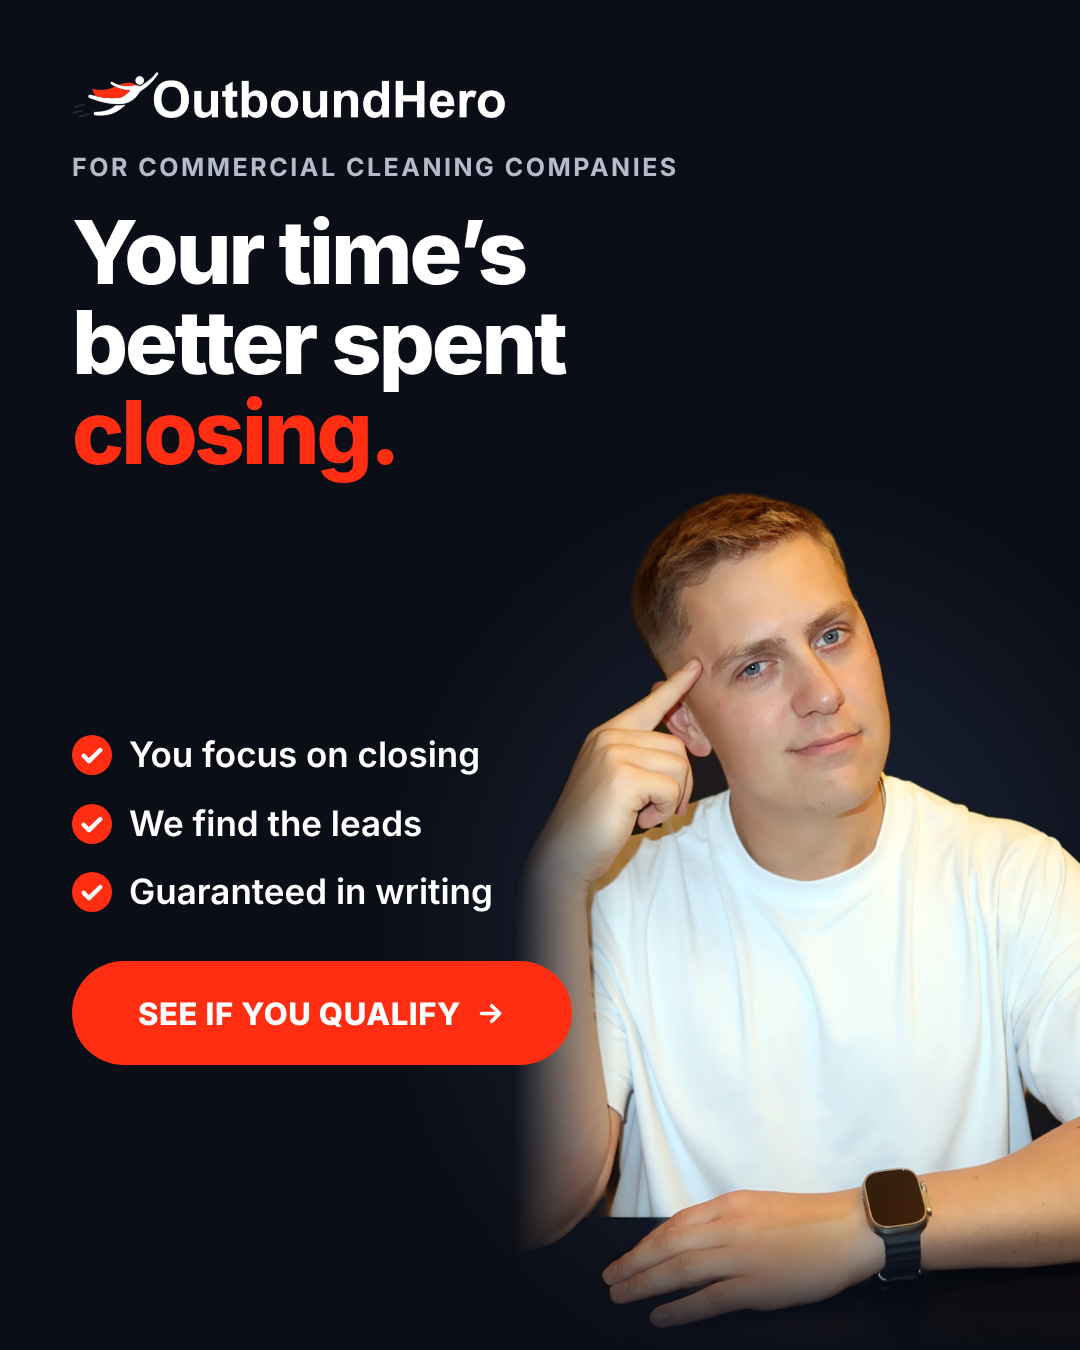 OutboundHero
FOR COMMERCIAL CLEANING COMPANIES
Your time’s
better spent
closing.
You focus on closing
We find the leads
Guaranteed in writing
SEE IF YOU QUALIFY →